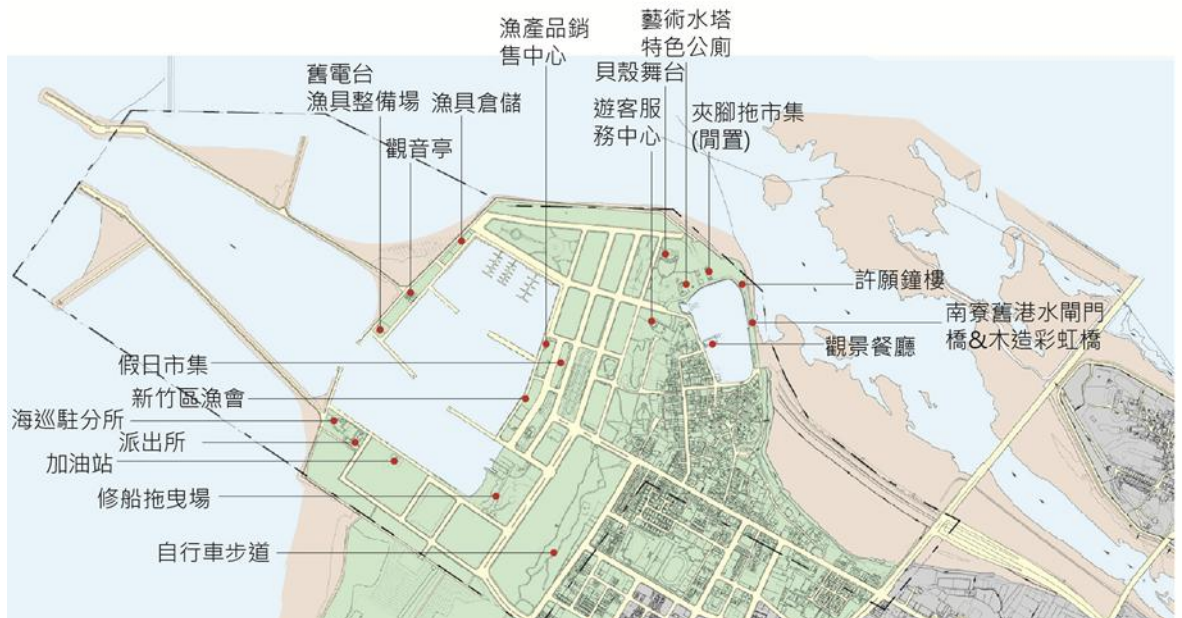 漁產品銷
售中心
藝術水塔
特色公廁
貝殼舞台
舊電台
漁具整備場
漁具倉儲
遊客服
務中心
夾腳拖市集
(閒置)
觀音亭
許願鐘樓
南寮舊港水閘門
橋&木造彩虹橋
觀景餐廳
假日市集
新竹區漁會
海巡駐分所
派出所
加油站
修船拖曳場
自行車步道